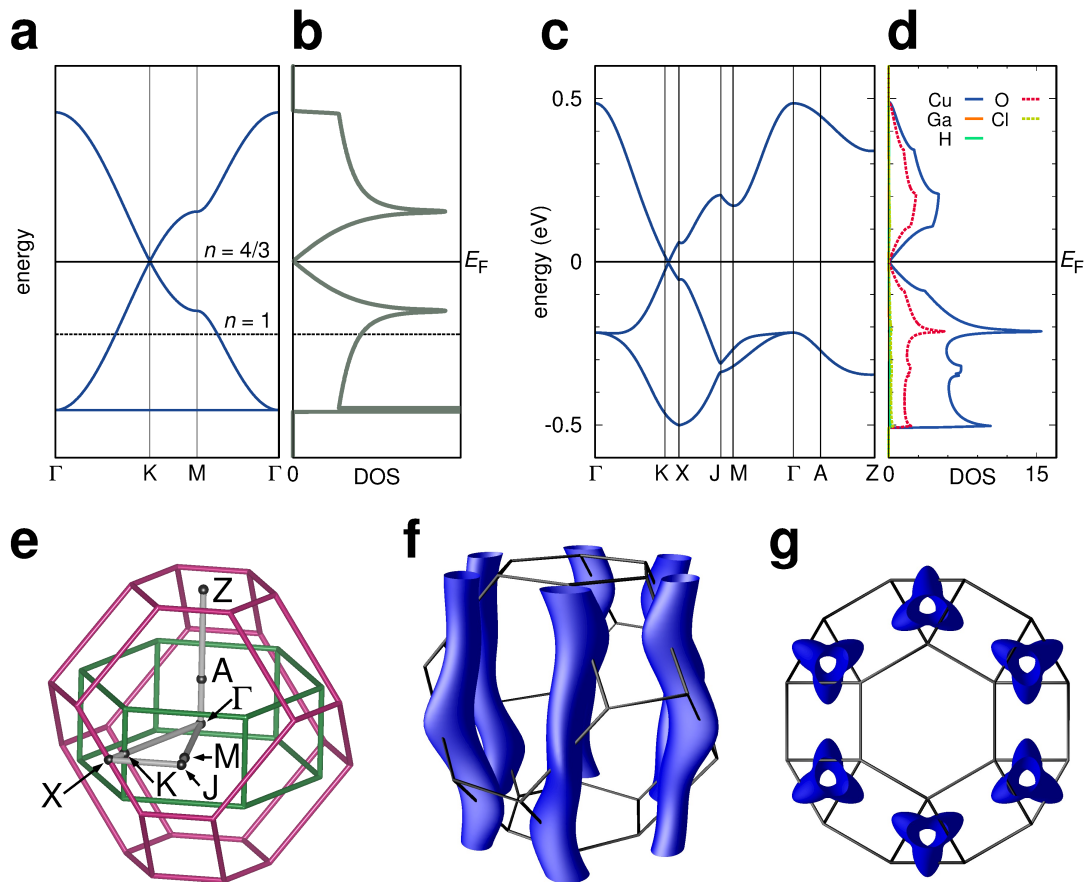 a
b
c
d
energy
n = 4/3
n = 1
Γ K M Γ
0 DOS
E_F
energy (eV)
0.5
0
-0.5
Γ K X J M Γ A Z
Cu O
Ga Cl
H
0 DOS 15
E_F
e
f
g
Z
A
Γ
M
X K J